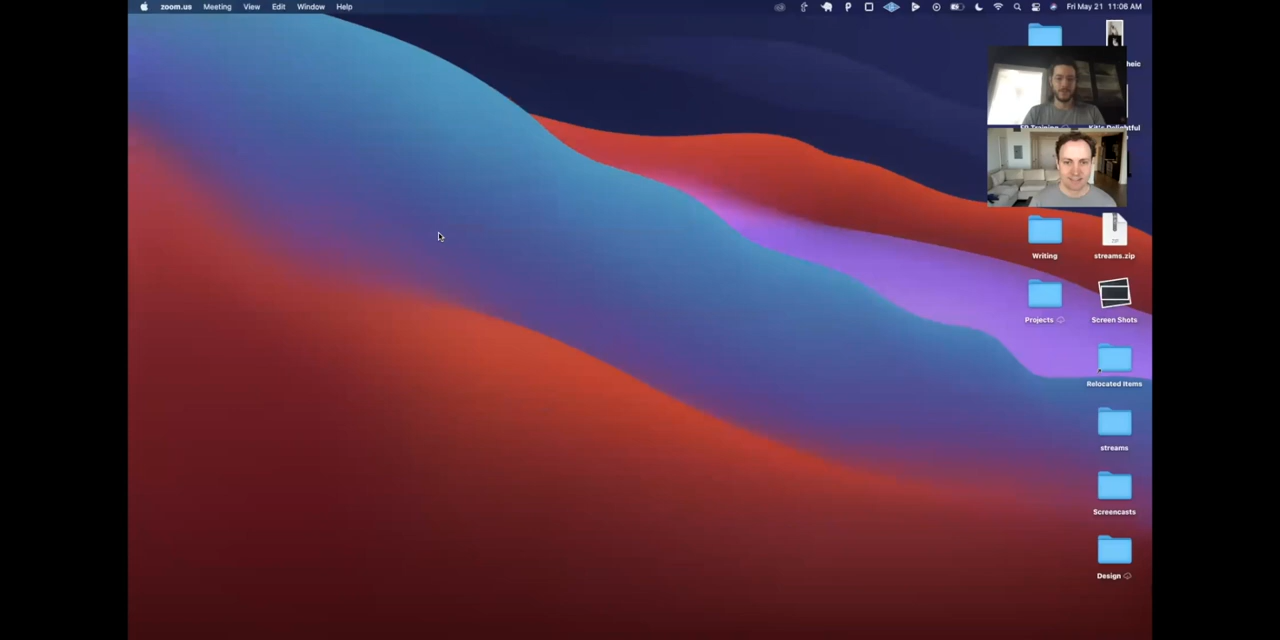 zoom.us Meeting View Edit Window Help Fri May 21 11:06 AM
heic
Writing
streams.zip
ZIP
Projects
Screen Shots
Relocated Items
streams
Screencasts
Design